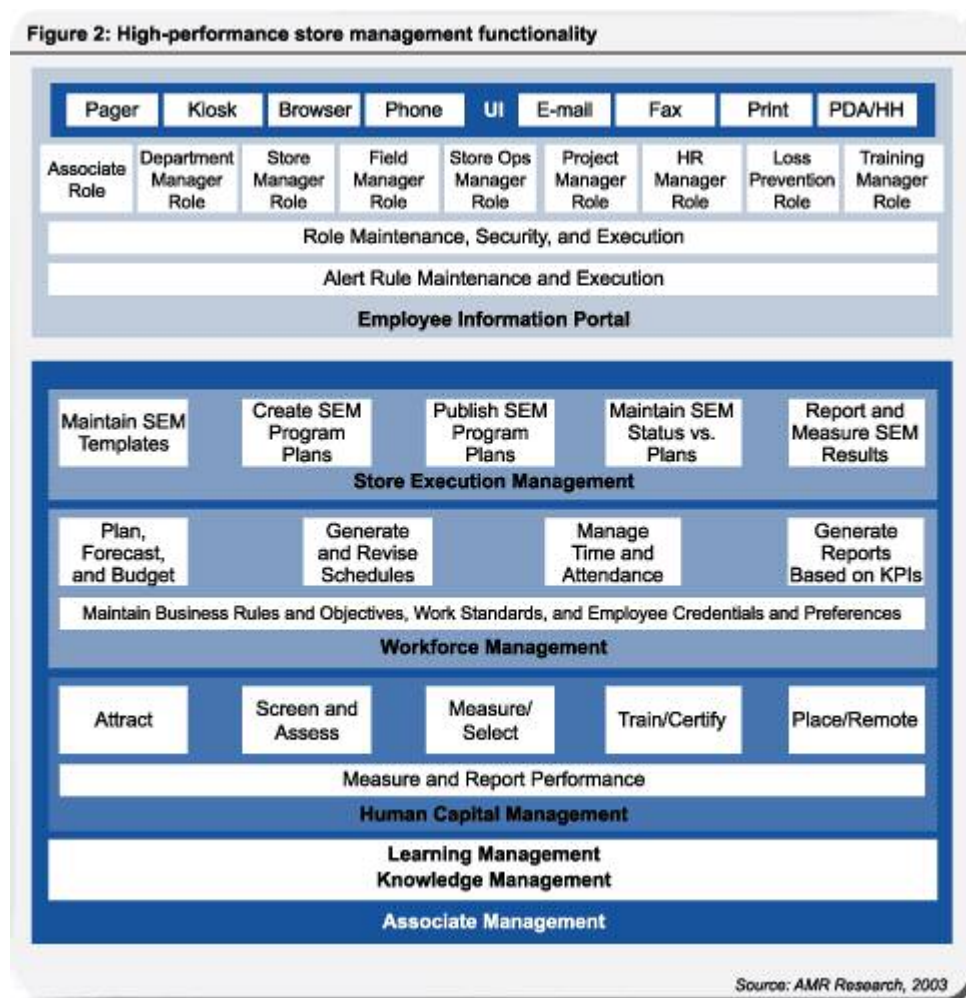 Figure 2: High-performance store management functionality
Pager
Kiosk
Browser
Phone
UI
E-mail
Fax
Print
PDA/HH
Associate
Role
Department
Manager
Role
Store
Manager
Role
Field
Manager
Role
Store Ops
Manager
Role
Project
Manager
Role
HR
Manager
Role
Loss
Prevention
Role
Training
Manager
Role
Role Maintenance, Security, and Execution
Alert Rule Maintenance and Execution
Employee Information Portal
Maintain SEM
Templates
Create SEM
Program
Plans
Publish SEM
Program
Plans
Maintain SEM
Status vs.
Plans
Report and
Measure SEM
Results
Store Execution Management
Plan,
Forecast,
and Budget
Generate
and Revise
Schedules
Manage
Time and
Attendance
Generate
Reports
Based on KPIs
Maintain Business Rules and Objectives, Work Standards, and Employee Credentials and Preferences
Workforce Management
Attract
Screen and
Assess
Measure/
Select
Train/Certify
Place/Remote
Measure and Report Performance
Human Capital Management
Learning Management
Knowledge Management
Associate Management
Source: AMR Research, 2003